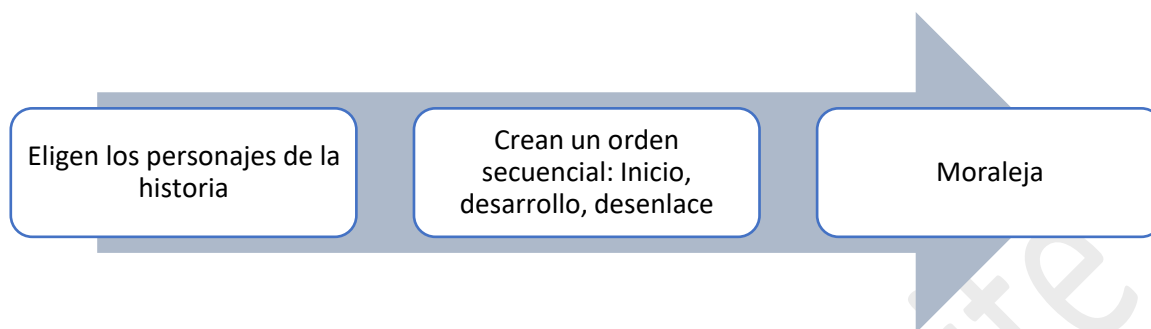 Eligen los personajes de la
historia
Crean un orden
secuencial: Inicio,
desarrollo, desenlace
Moraleja